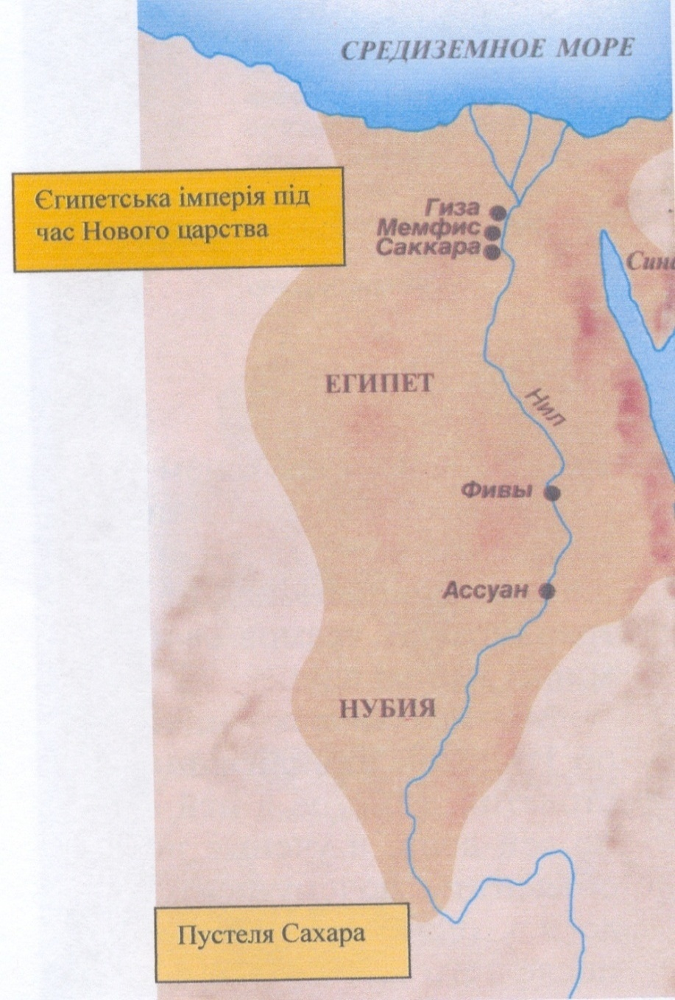 СРЕДИЗЕМНОЕ МОРЕ
Єгипетська імперія під
час Нового царства
Гиза
Мемфис
Саккара
ЕГИПЕТ
Нил
Фивы
Ассуан
НУБИЯ
Пустеля Сахара